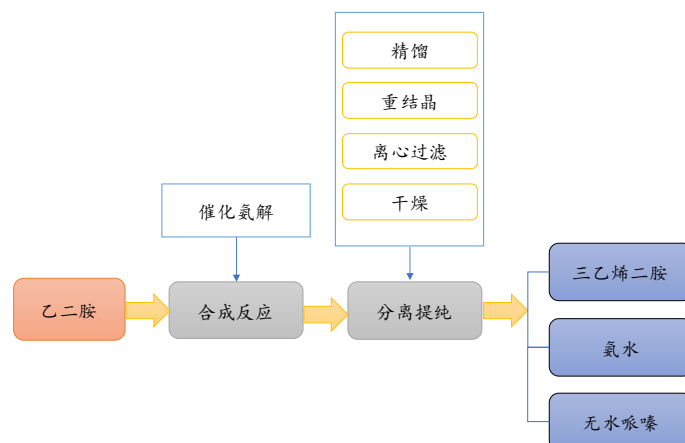 精馏
重结晶
离心过滤
干燥
催化氨解
乙二胺
合成反应
分离提纯
三乙烯二胺
氨水
无水哌嗪